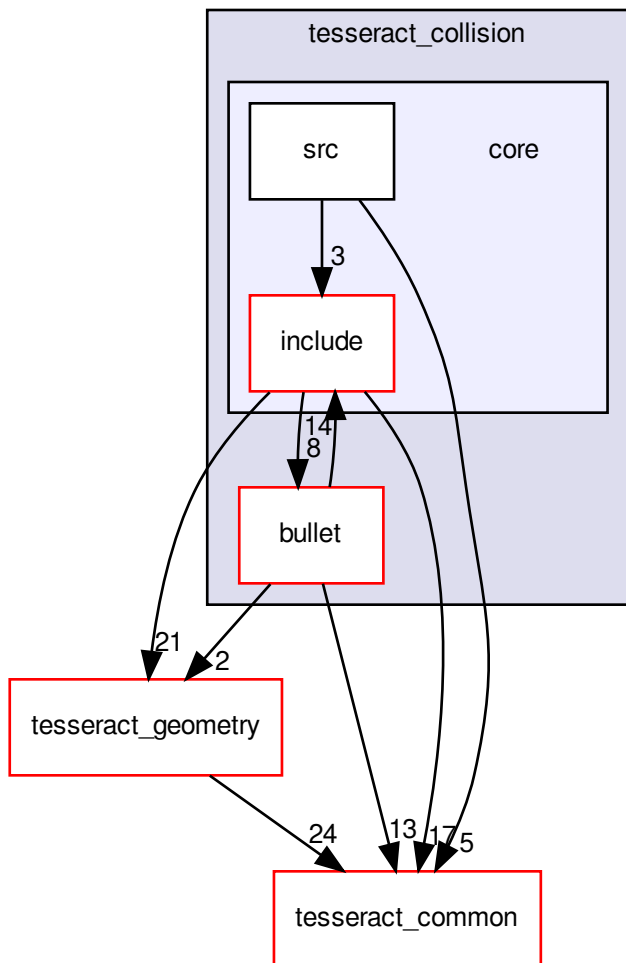 tesseract_collision
src
core
3
include
14
8
bullet
21
2
tesseract_geometry
24
13
17
5
tesseract_common